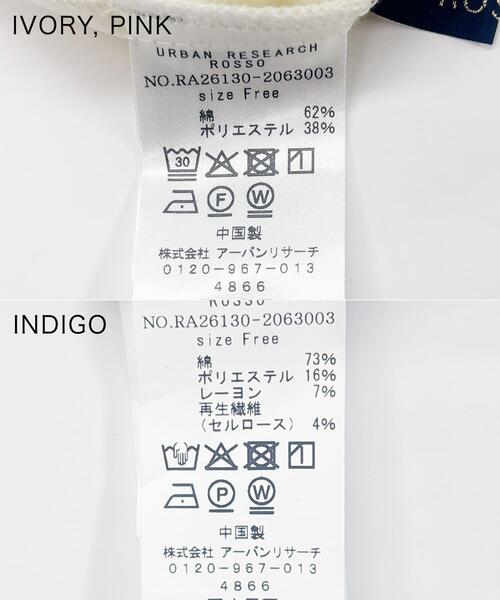 IVORY, PINK
URBAN RESEARCH
ROSSO
NO.RA26130-2063003
size Free
綿 62%
ポリエステル 38%
30
F W
中国製
株式会社 アーバンリサーチ
0120-967-013
4866
INDIGO
ROSSO
NO.RA26130-2063003
size Free
綿 73%
ポリエステル 16%
レーヨン 7%
再生繊維
(セルロース) 4%
P W
中国製
株式会社 アーバンリサーチ
0120-967-013
4866